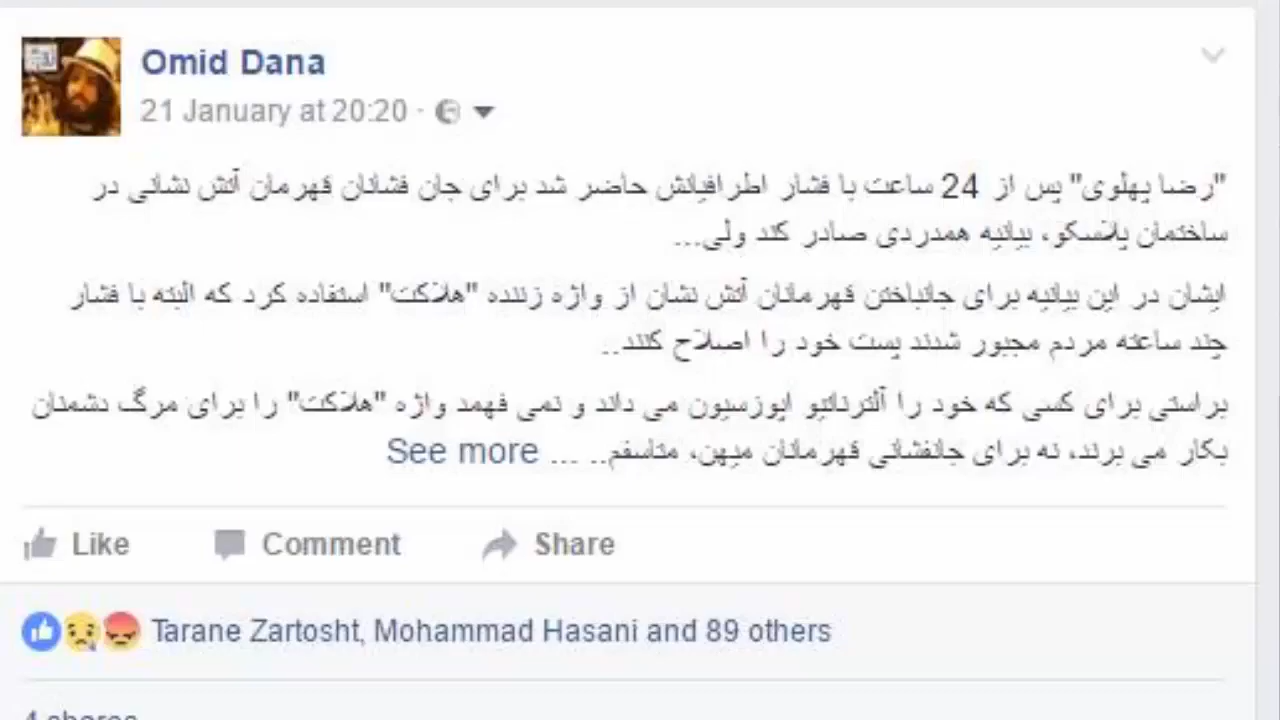 Omid Dana
21 January at 20:20 ·
"رضا پهلوی" پس از 24 ساعت با فشار اطرافیانش حاضر شد برای جان فشانان قهرمان آتش نشانی در
ساختمان پلاسکو، بیانیه همدردی صادر کند ولی...
ایشان در این بیانیه برای جانباختن قهرمانان آتش نشان از واژه زننده "هلاکت" استفاده کرد که البته با فشار
چند ساعته مردم مجبور شدند پست خود را اصلاح کنند..
براستی برای کسی که خود را آلترناتیو اپوزسیون می داند و نمی فهمد واژه "هلاکت" را برای مرگ دشمنان
بکار می برند، نه برای جانفشانی قهرمانان میهن، متاسفم.. ... See more
Like Comment Share
Tarane Zartosht, Mohammad Hasani and 89 others
4 shares